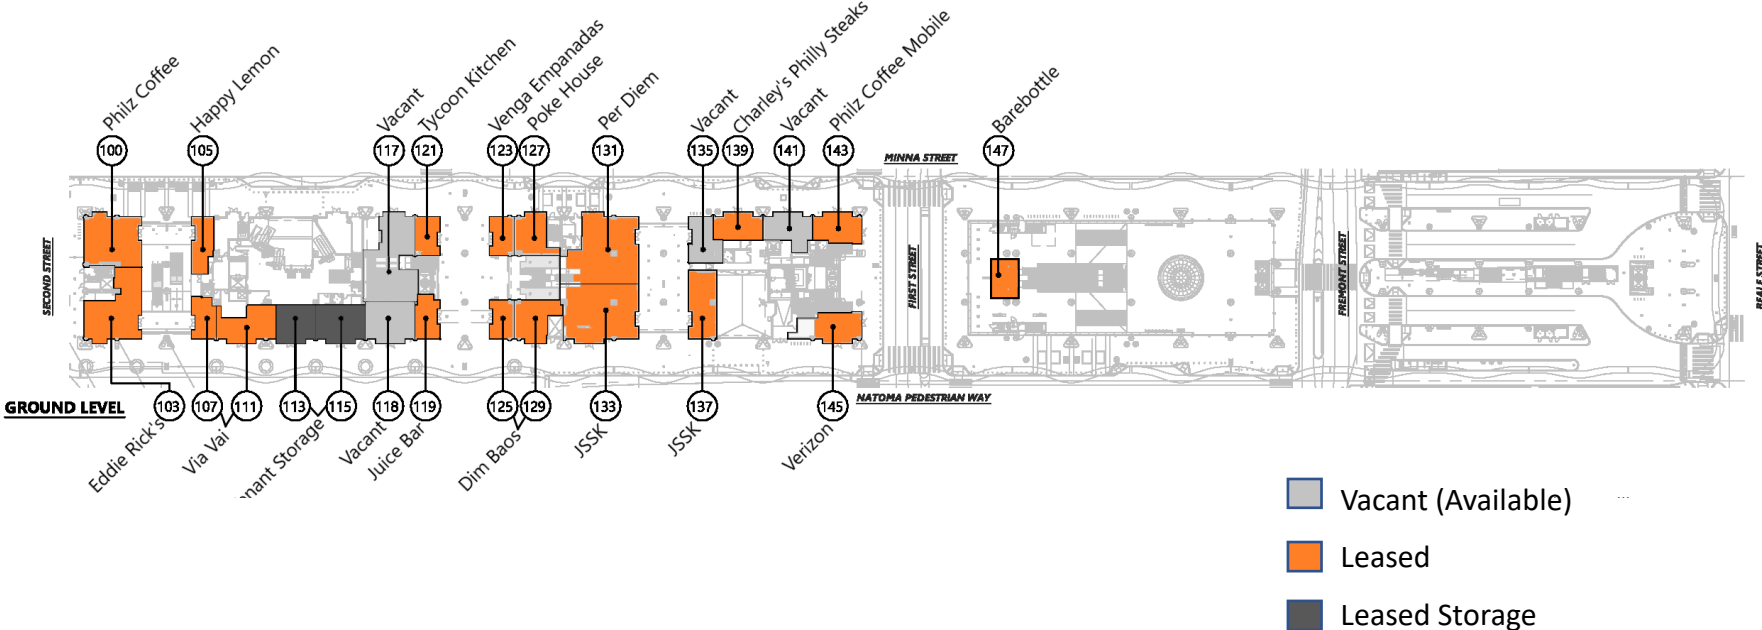 Philz Coffee
Happy Lemon
Vacant
Tycoon Kitchen
Venga Empanadas
Poke House
Per Diem
Vacant
Charley's Philly Steaks
Vacant
Philz Coffee Mobile
Barebottle
100
105
117
121
123
127
131
135
139
141
143
147
MINNA STREET
SECOND STREET
FIRST STREET
FREMONT STREET
BEALE STREET
GROUND LEVEL
103
107
111
113
115
118
119
125
129
133
137
145
NATOMA PEDESTRIAN WAY
Eddie Rick's
Via Vai
nant Storage
Vacant
Juice Bar
Dim Baos
JSSK
JSSK
Verizon
Vacant (Available)
...
Leased
Leased Storage